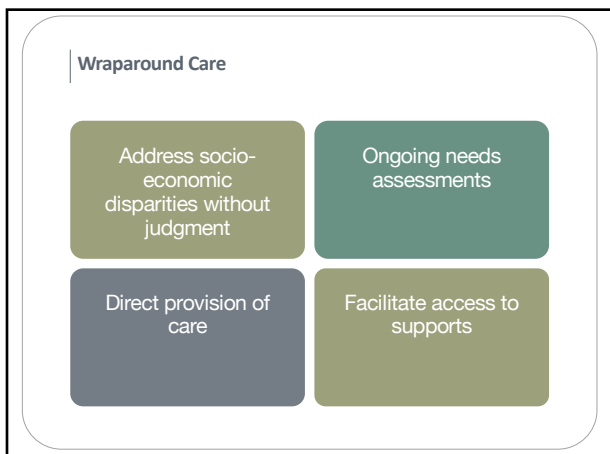 Wraparound Care
Address socio-
economic
disparities without
judgment
Ongoing needs
assessments
Direct provision of
care
Facilitate access to
supports